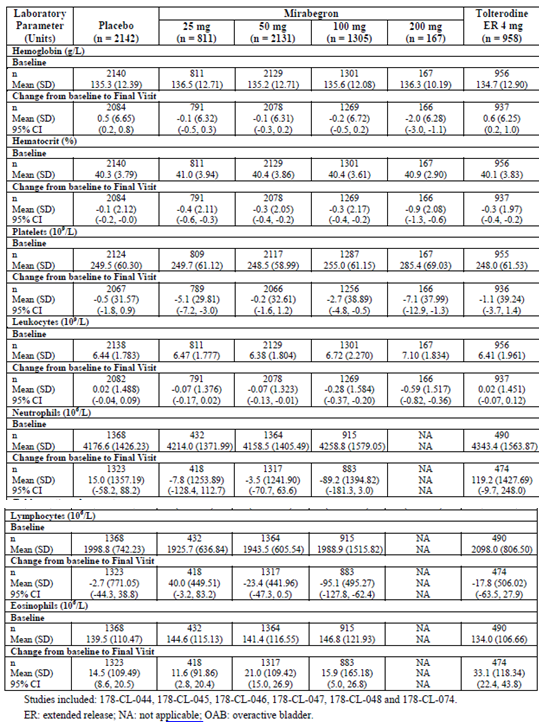 Laboratory Parameter (Units) Placebo (n = 2142) Mirabegron Tolterodine ER 4 mg (n = 958)
25 mg (n = 811) 50 mg (n = 2131) 100 mg (n = 1305) 200 mg (n = 167)
Hemoglobin (g/L)
Baseline
n 2140 811 2129 1301 167 956
Mean (SD) 135.3 (12.39) 136.5 (12.71) 135.2 (12.71) 135.6 (12.08) 136.3 (10.19) 134.7 (12.90)
Change from baseline to Final Visit
n 2084 791 2078 1269 166 937
Mean (SD) 0.5 (6.65) -0.1 (6.32) -0.1 (6.31) -0.2 (6.72) -2.0 (6.28) 0.6 (6.25)
95% CI (0.2, 0.8) (-0.5, 0.3) (-0.3, 0.2) (-0.5, 0.2) (-3.0, -1.1) (0.2, 1.0)
Hematocrit (%)
Baseline
n 2140 811 2129 1301 167 956
Mean (SD) 40.3 (3.79) 41.0 (3.94) 40.4 (3.86) 40.4 (3.61) 40.9 (2.90) 40.1 (3.83)
Change from baseline to Final Visit
n 2084 791 2078 1269 166 937
Mean (SD) -0.1 (2.12) -0.4 (2.11) -0.3 (2.05) -0.3 (2.17) -0.9 (2.08) -0.3 (1.97)
95% CI (-0.2, -0.0) (-0.6, -0.3) (-0.4, -0.2) (-0.4, -0.2) (-1.3, -0.6) (-0.4, -0.2)
Platelets (10⁹/L)
Baseline
n 2124 809 2117 1287 167 955
Mean (SD) 249.5 (60.30) 249.7 (61.12) 248.5 (58.99) 255.0 (61.15) 285.4 (69.03) 248.0 (61.53)
Change from baseline to Final Visit
n 2067 789 2066 1256 166 936
Mean (SD) -0.5 (31.57) -5.1 (29.81) -0.2 (32.61) -2.7 (38.89) -7.1 (37.99) -1.1 (39.24)
95% CI (-1.8, 0.9) (-7.2, -3.0) (-1.6, 1.2) (-4.8, -0.5) (-12.9, -1.3) (-3.7, 1.4)
Leukocytes (10⁹/L)
Baseline
n 2138 811 2129 1301 167 956
Mean (SD) 6.44 (1.783) 6.47 (1.777) 6.38 (1.804) 6.72 (2.270) 7.10 (1.834) 6.41 (1.961)
Change from baseline to Final Visit
n 2082 791 2078 1269 166 937
Mean (SD) 0.02 (1.488) -0.07 (1.376) -0.07 (1.323) -0.28 (1.584) -0.59 (1.517) 0.02 (1.451)
95% CI (-0.04, 0.09) (-0.17, 0.02) (-0.13, -0.01) (-0.37, -0.20) (-0.82, -0.36) (-0.07, 0.12)
Neutrophils (10⁶/L)
Baseline
n 1368 432 1364 915 NA 490
Mean (SD) 4176.6 (1426.23) 4214.0 (1371.99) 4158.5 (1405.49) 4258.8 (1579.05) NA 4343.4 (1563.87)
Change from baseline to Final Visit
n 1323 418 1317 883 NA 474
Mean (SD) 15.0 (1357.19) -7.8 (1253.89) -3.5 (1241.90) -89.2 (1394.82) NA 119.2 (1427.69)
95% CI (-58.2, 88.2) (-128.4, 112.7) (-70.7, 63.6) (-181.3, 3.0) NA (-9.7, 248.0)
Lymphocytes (10⁶/L)
Baseline
n 1368 432 1364 915 NA 490
Mean (SD) 1998.8 (742.23) 1925.7 (636.84) 1943.5 (605.54) 1988.9 (1515.82) NA 2098.0 (806.50)
Change from baseline to Final Visit
n 1323 418 1317 883 NA 474
Mean (SD) -2.7 (771.05) 40.0 (449.51) -23.4 (441.96) -95.1 (495.27) NA -17.8 (506.02)
95% CI (-44.3, 38.8) (-3.2, 83.2) (-47.3, 0.5) (-127.8, -62.4) NA (-63.5, 27.9)
Eosinophils (10⁶/L)
Baseline
n 1368 432 1364 915 NA 490
Mean (SD) 139.5 (110.47) 144.6 (115.13) 141.4 (116.55) 146.8 (121.93) NA 134.0 (106.66)
Change from baseline to Final Visit
n 1323 418 1317 883 NA 474
Mean (SD) 14.5 (109.49) 11.6 (91.86) 21.0 (109.42) 15.9 (165.18) NA 33.1 (118.34)
95% CI (8.6, 20.5) (2.8, 20.4) (15.0, 26.9) (5.0, 26.8) NA (22.4, 43.8)
Studies included: 178-CL-044, 178-CL-045, 178-CL-046, 178-CL-047, 178-CL-048 and 178-CL-074.
ER: extended release; NA: not applicable; OAB: overactive bladder.